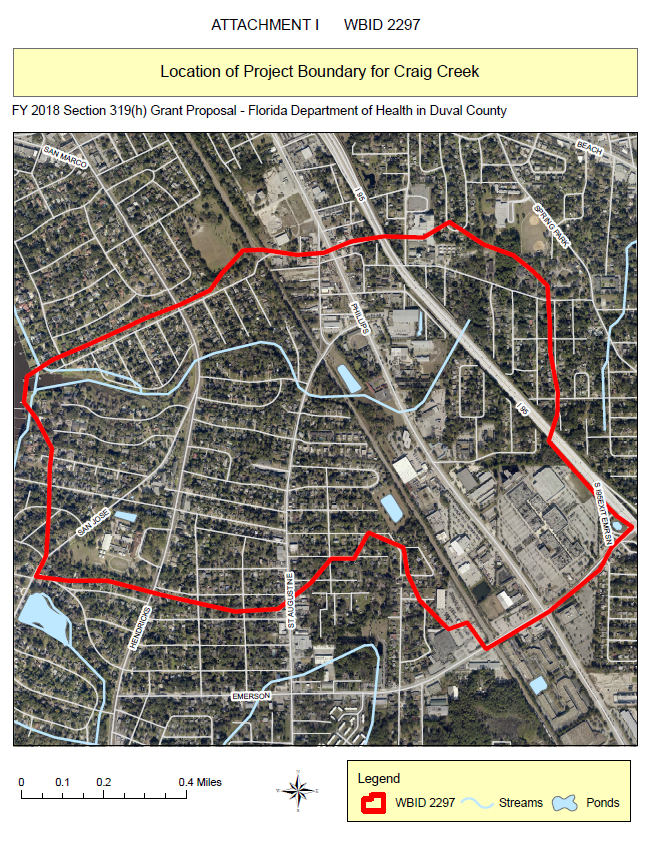 ATTACHMENT I WBID 2297
Location of Project Boundary for Craig Creek
FY 2018 Section 319(h) Grant Proposal - Florida Department of Health in Duval County
SAN MARCO
BEACH
I 95
SPRING PARK
PHILLIPS
I 95
S I95EXIT EMRSN
SAN JOSE
HENDRICKS
ST AUGUSTINE
EMERSON
0 0.1 0.2 0.4 Miles
Legend
WBID 2297 Streams Ponds